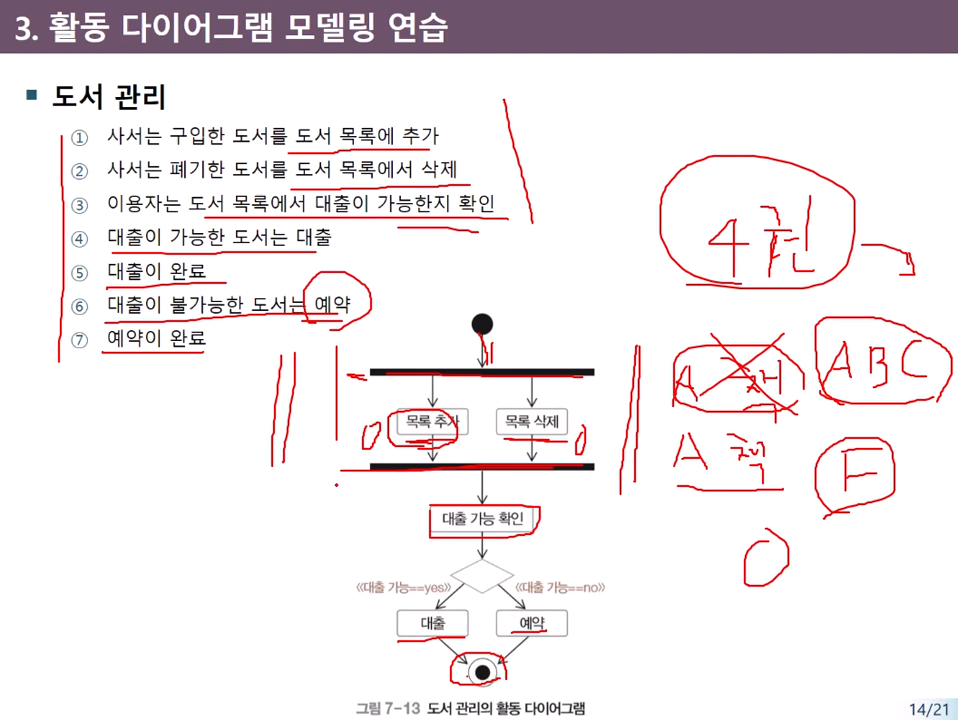 3. 활동 다이어그램 모델링 연습
■ 도서 관리
① 사서는 구입한 도서를 도서 목록에 추가
② 사서는 폐기한 도서를 도서 목록에서 삭제
③ 이용자는 도서 목록에서 대출이 가능한지 확인
④ 대출이 가능한 도서는 대출
⑤ 대출이 완료
⑥ 대출이 불가능한 도서는 예약
⑦ 예약이 완료
4권
A책
A B C
A 책
F
목록 추가
목록 삭제
대출 가능 확인
《대출 가능==yes》
《대출 가능==no》
대출
예약
그림 7-13 도서 관리의 활동 다이어그램
14/21